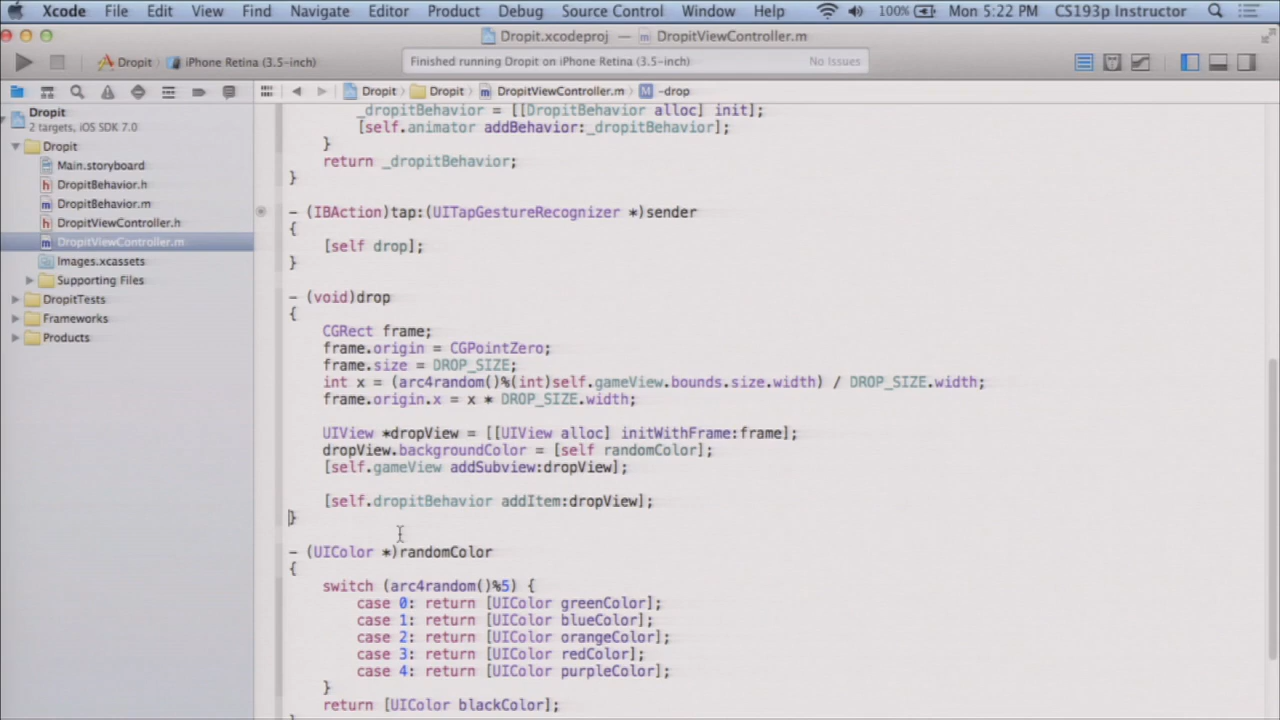 Xcode File Edit View Find Navigate Editor Product Debug Source Control Window Help 100% Mon 5:22 PM CS193p Instructor
Dropit.xcodeproj — DropitViewController.m
Dropit iPhone Retina (3.5-inch) Finished running Dropit on iPhone Retina (3.5-inch) No Issues
Dropit Dropit DropitViewController.m M -drop
Dropit
2 targets, iOS SDK 7.0
Dropit
Main.storyboard
DropitBehavior.h
DropitBehavior.m
DropitViewController.h
DropitViewController.m
Images.xcassets
Supporting Files
DropitTests
Frameworks
Products
_dropitBehavior = [[DropitBehavior alloc] init];
[self.animator addBehavior:_dropitBehavior];
}
return _dropitBehavior;
}
- (IBAction)tap:(UITapGestureRecognizer *)sender
{
[self drop];
}
- (void)drop
{
CGRect frame;
frame.origin = CGPointZero;
frame.size = DROP_SIZE;
int x = (arc4random()%(int)self.gameView.bounds.size.width) / DROP_SIZE.width;
frame.origin.x = x * DROP_SIZE.width;
UIView *dropView = [[UIView alloc] initWithFrame:frame];
dropView.backgroundColor = [self randomColor];
[self.gameView addSubview:dropView];
[self.dropitBehavior addItem:dropView];
}
- (UIColor *)randomColor
{
switch (arc4random()%5) {
case 0: return [UIColor greenColor];
case 1: return [UIColor blueColor];
case 2: return [UIColor orangeColor];
case 3: return [UIColor redColor];
case 4: return [UIColor purpleColor];
}
return [UIColor blackColor];